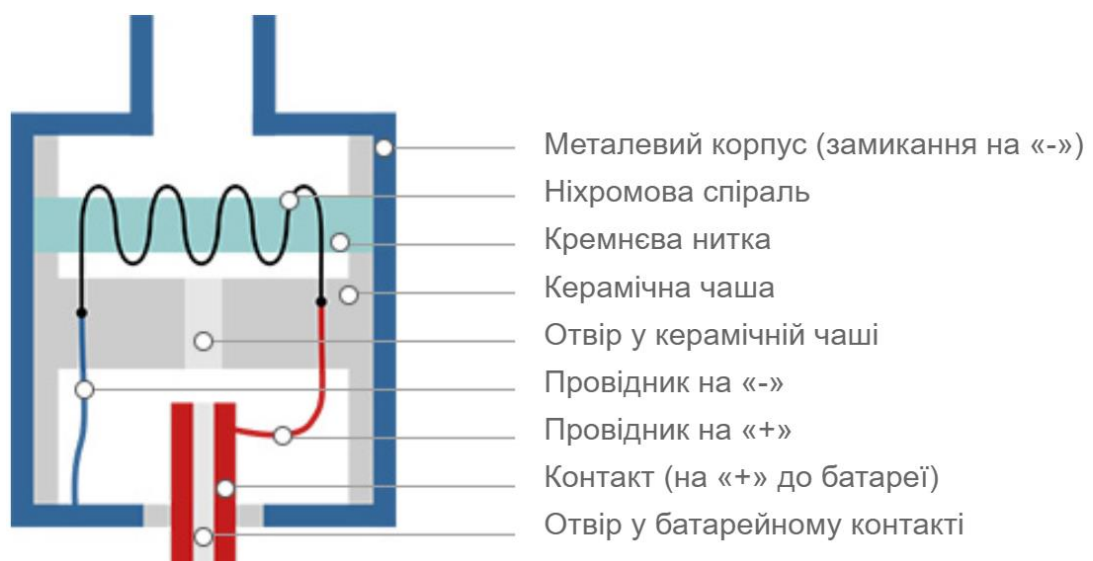 Металевий корпус (замикання на «-»)
Ніхромова спіраль
Кремнєва нитка
Керамічна чаша
Отвір у керамічній чаші
Провідник на «-»
Провідник на «+»
Контакт (на «+» до батареї)
Отвір у батарейному контакті